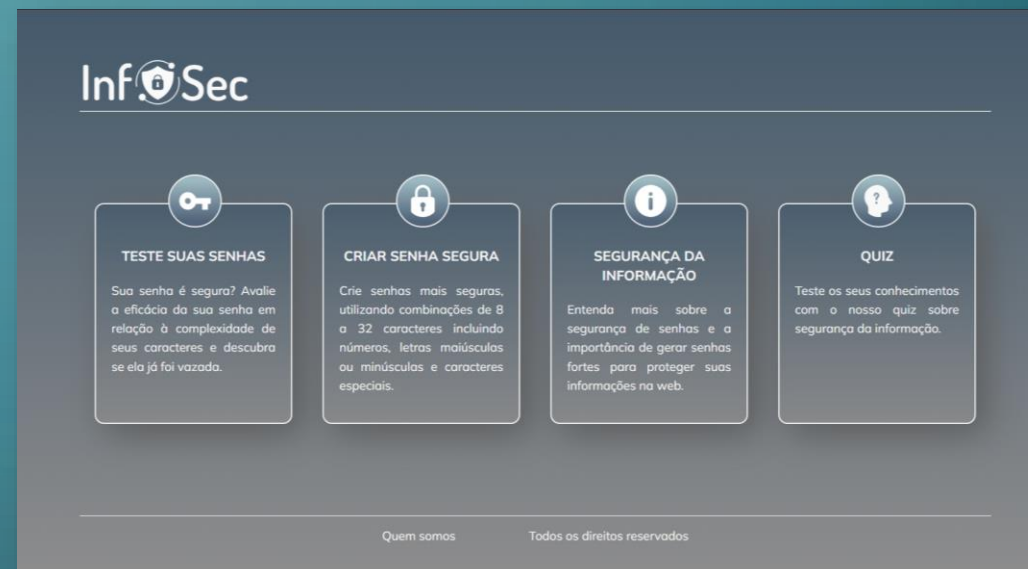 InfoSec
TESTE SUAS SENHAS
Sua senha é segura? Avalie
a eficácia da sua senha em
relação à complexidade de
seus caracteres e descubra
se ela já foi vazada.
CRIAR SENHA SEGURA
Crie senhas mais seguras,
utilizando combinações de 8
a 32 caracteres incluindo
números, letras maiúsculas
ou minúsculas e caracteres
especiais.
SEGURANÇA DA
INFORMAÇÃO
Entenda mais sobre a
segurança de senhas e a
importância de gerar senhas
fortes para proteger suas
informações na web.
QUIZ
Teste os seus conhecimentos
com o nosso quiz sobre
segurança da informação.
Quem somos
Todos os direitos reservados